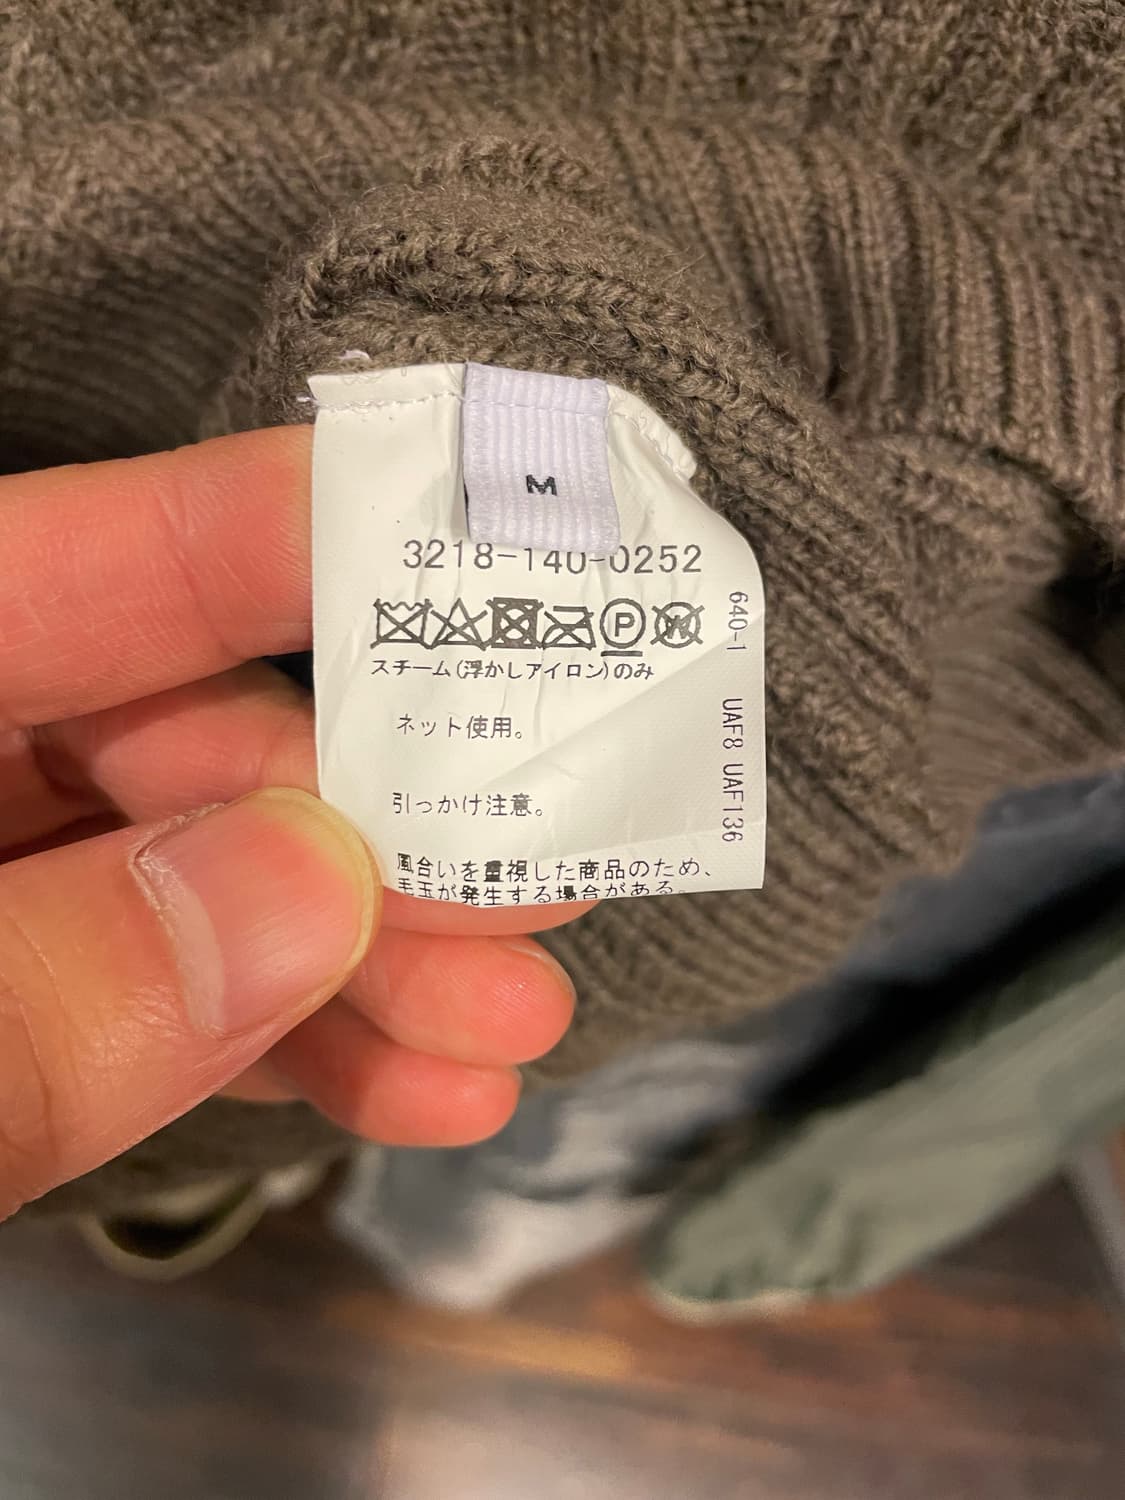 M
3218-140-0252
P
W
スチーム(浮かしアイロン)のみ
ネット使用。
引っかけ注意。
風合いを重視した商品のため、
毛玉が発生する場合がある。
640-1
UAF8 UAF136